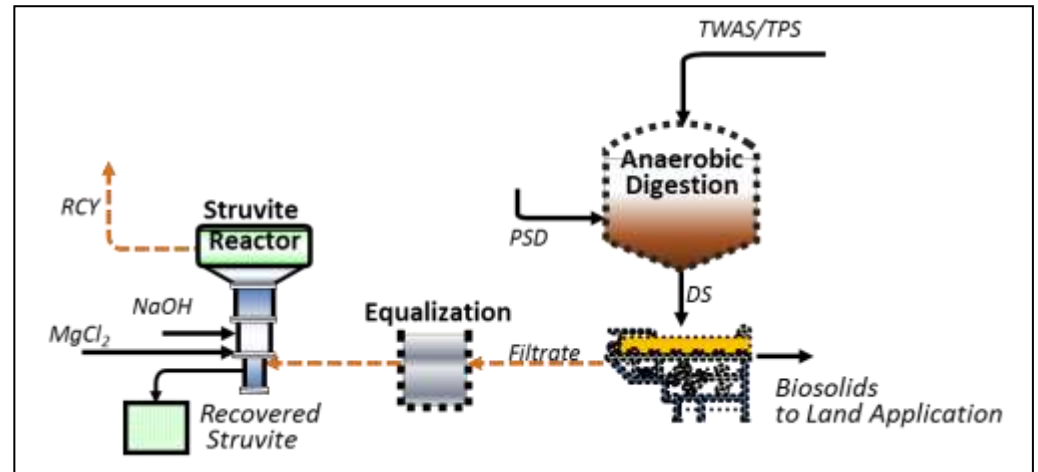 TWAS/TPS
Anaerobic
Digestion
PSD
DS
RCY
Struvite
Reactor
NaOH
MgCl₂
Equalization
Filtrate
Recovered
Struvite
Biosolids
to Land Application